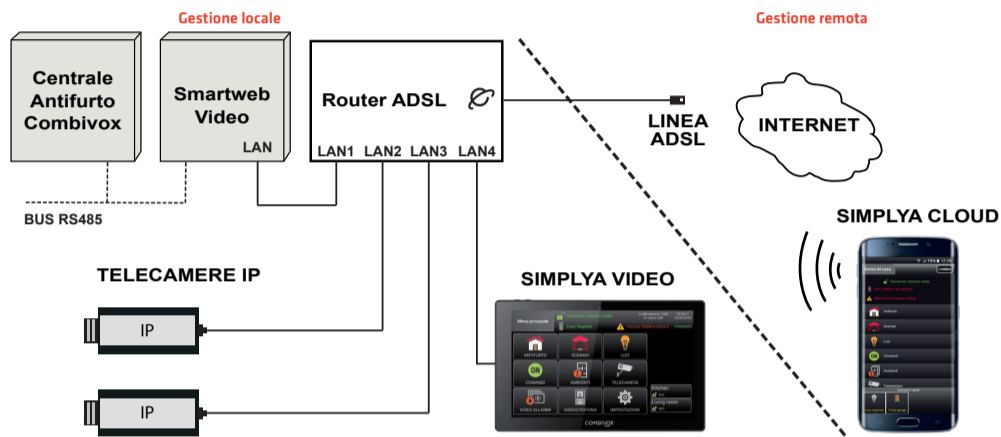 Gestione locale
Gestione remota
Centrale
Antifurto
Combivox
Smartweb
Video
LAN
Router ADSL
LAN1 LAN2 LAN3 LAN4
LINEA
ADSL
INTERNET
BUS RS485
SIMPLYA CLOUD
TELECAMERE IP
SIMPLYA VIDEO
IP
IP
Menu principale
ANTIFURTO
SCENARI
LUCI
ON
COMANDI
AMBIENTI
TELECAMERE
VIDEO ALLARMI
VIDEOCITOFONO
IMPOSTAZIONI
Kitchen
Living room
COMBIVOX
Antifurto
Scenari
Luci
ON
Comandi
Ambienti
Telecamere